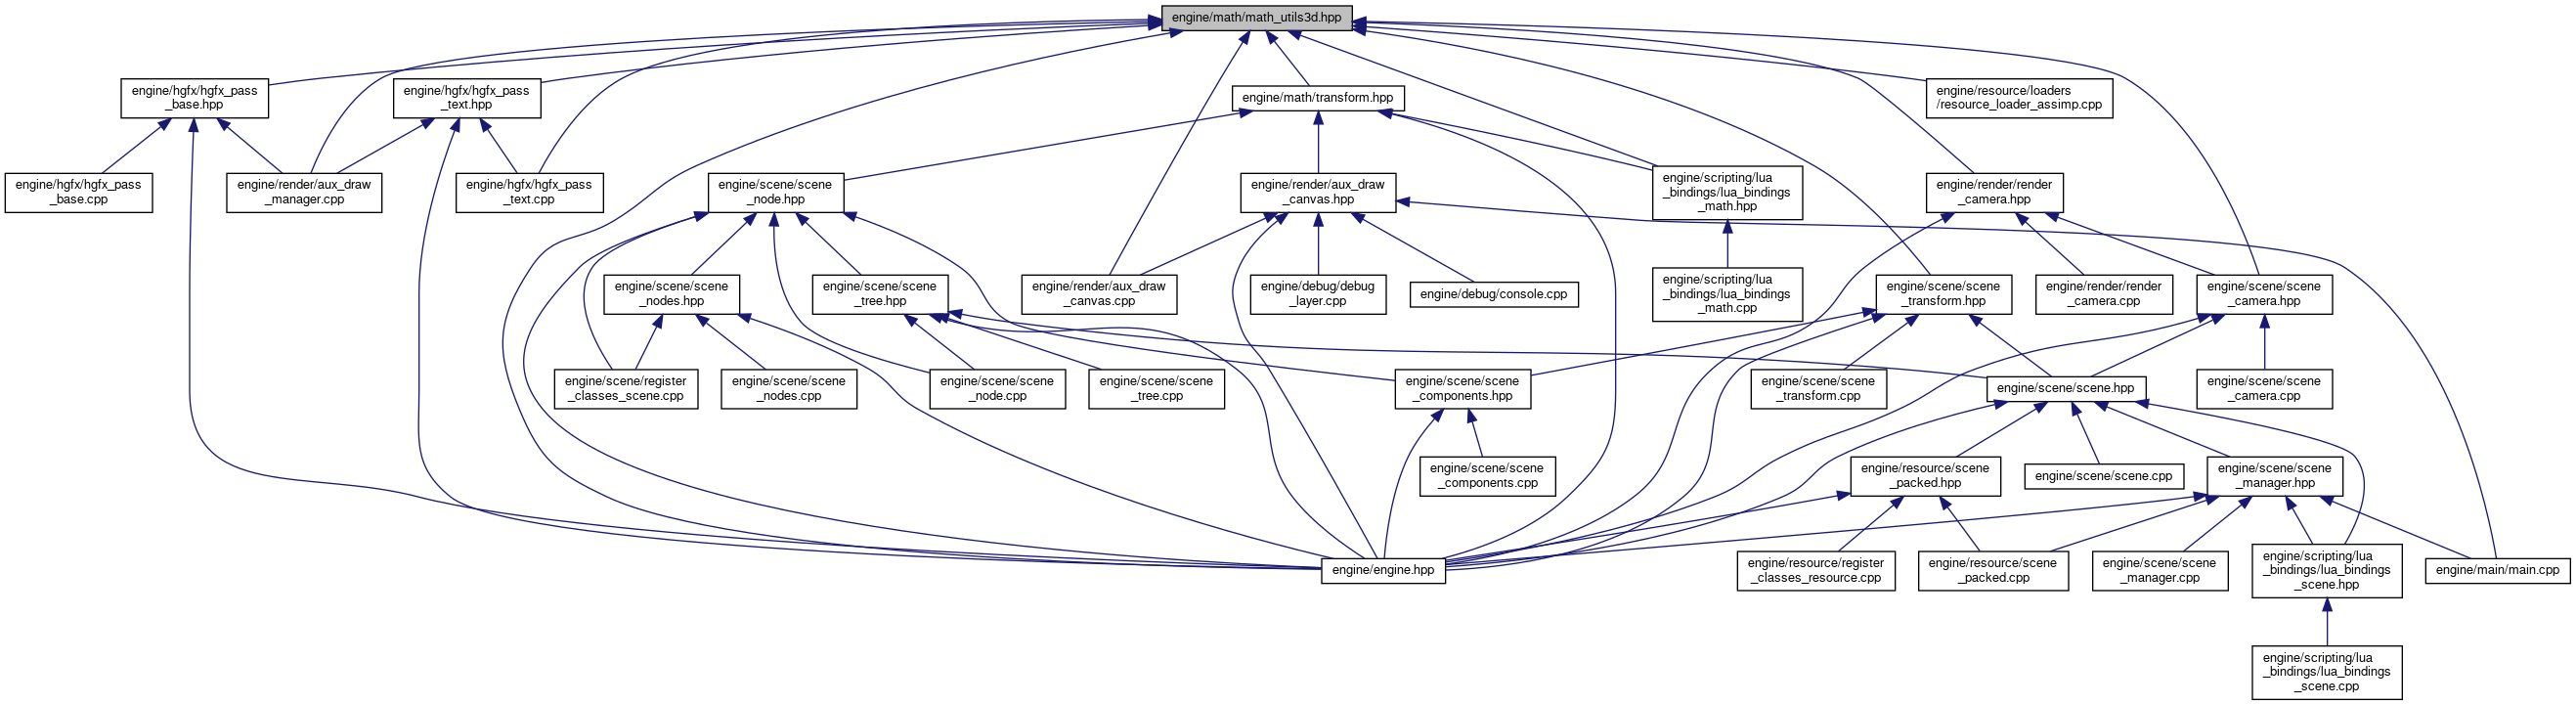 engine/math/math_utils3d.hpp
engine/hgfx/hgfx_pass
_base.hpp
engine/hgfx/hgfx_pass
_text.hpp
engine/math/transform.hpp
engine/resource/loaders
/resource_loader_assimp.cpp
engine/hgfx/hgfx_pass
_base.cpp
engine/render/aux_draw
_manager.cpp
engine/hgfx/hgfx_pass
_text.cpp
engine/scene/scene
_node.hpp
engine/render/aux_draw
_canvas.hpp
engine/scripting/lua
_bindings/lua_bindings
_math.hpp
engine/render/render
_camera.hpp
engine/scene/scene
_nodes.hpp
engine/scene/scene
_tree.hpp
engine/render/aux_draw
_canvas.cpp
engine/debug/debug
_layer.cpp
engine/debug/console.cpp
engine/scripting/lua
_bindings/lua_bindings
_math.cpp
engine/scene/scene
_transform.hpp
engine/render/render
_camera.cpp
engine/scene/scene
_camera.hpp
engine/scene/register
_classes_scene.cpp
engine/scene/scene
_nodes.cpp
engine/scene/scene
_node.cpp
engine/scene/scene
_tree.cpp
engine/scene/scene
_components.hpp
engine/scene/scene
_transform.cpp
engine/scene/scene.hpp
engine/scene/scene
_camera.cpp
engine/scene/scene
_components.cpp
engine/resource/scene
_packed.hpp
engine/scene/scene.cpp
engine/scene/scene
_manager.hpp
engine/engine.hpp
engine/resource/register
_classes_resource.cpp
engine/resource/scene
_packed.cpp
engine/scene/scene
_manager.cpp
engine/scripting/lua
_bindings/lua_bindings
_scene.hpp
engine/main/main.cpp
engine/scripting/lua
_bindings/lua_bindings
_scene.cpp